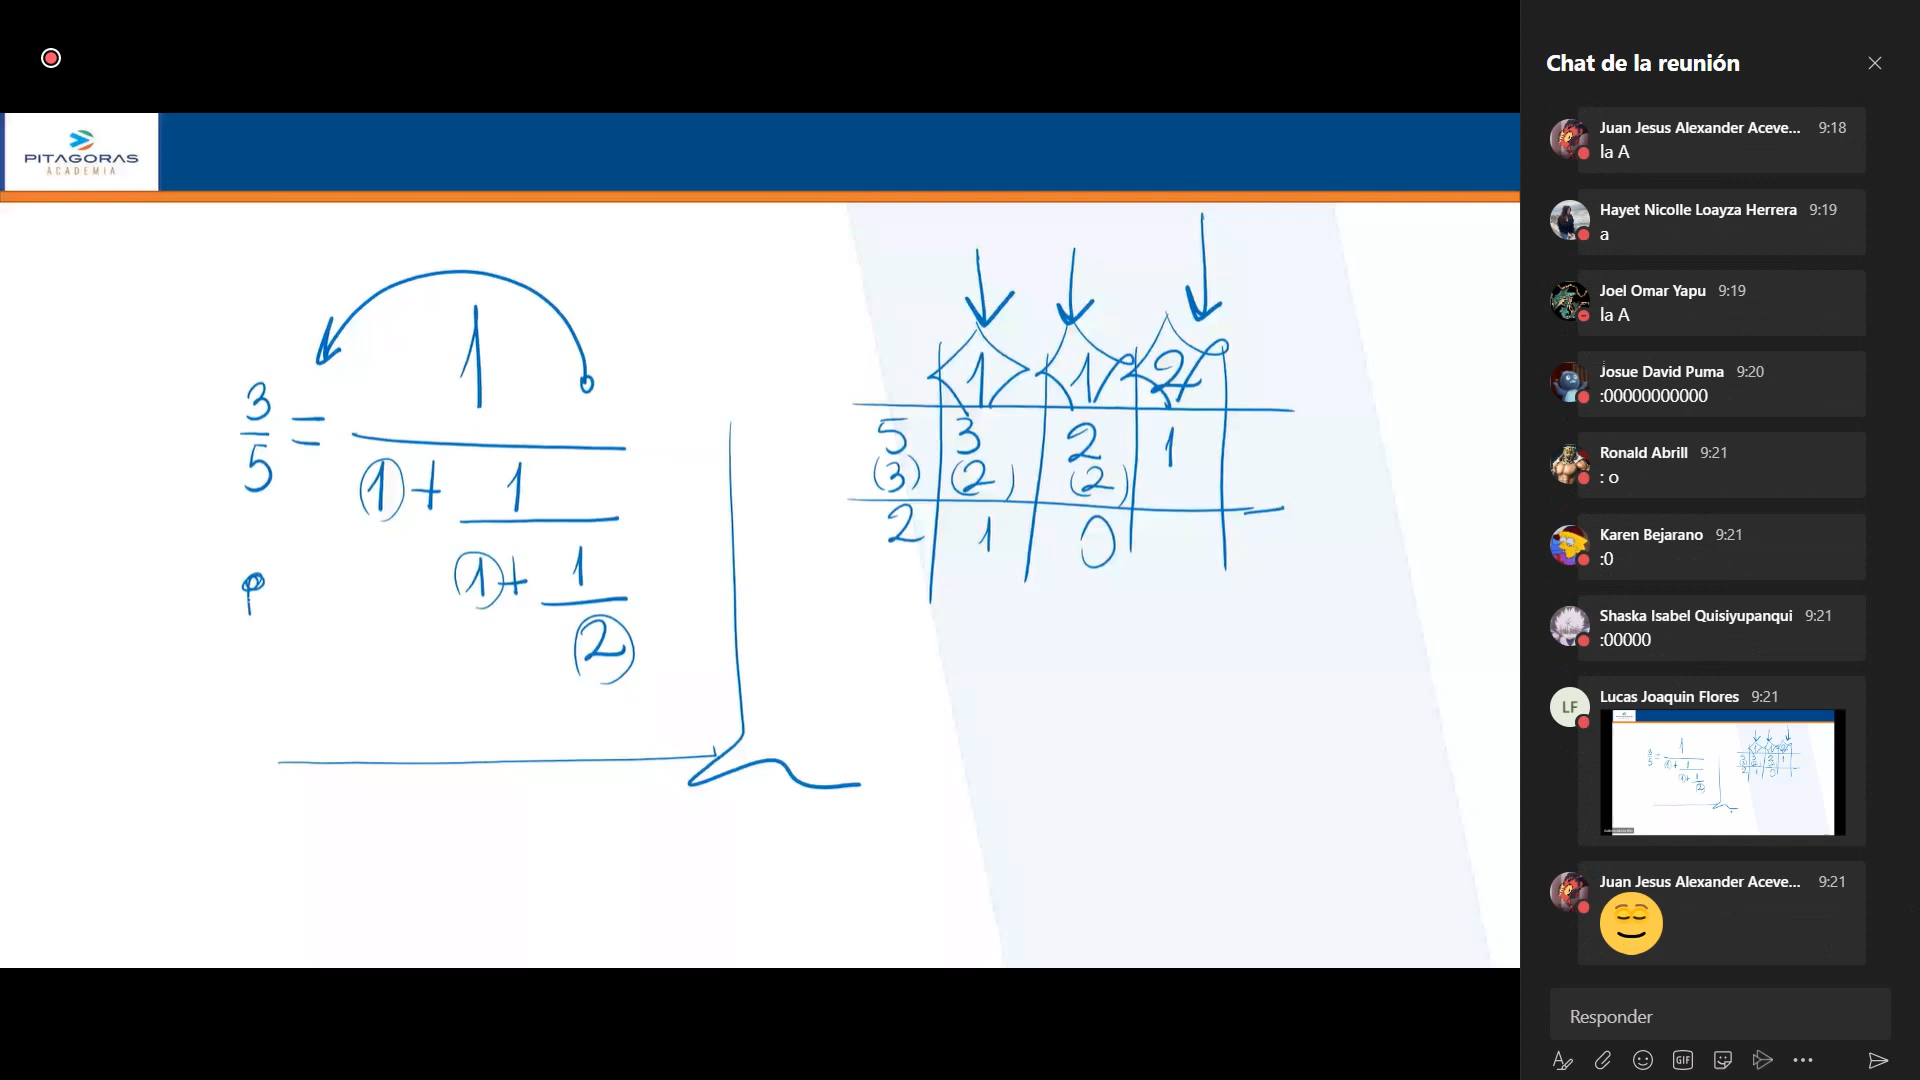 PITAGORAS
ACADEMIA
3/5 = 1
1 + 1
1 + 1
2
1 1 2
5 3 2 1
(3) (2) (2)
2 1 0
Chat de la reunión
Juan Jesus Alexander Aceve... 9:18
la A
Hayet Nicolle Loayza Herrera 9:19
a
Joel Omar Yapu 9:19
la A
Josue David Puma 9:20
:00000000000
Ronald Abrill 9:21
: o
Karen Bejarano 9:21
:0
Shaska Isabel Quisiyupanqui 9:21
:00000
LF
Lucas Joaquin Flores 9:21
Juan Jesus Alexander Aceve... 9:21
Responder
GIF